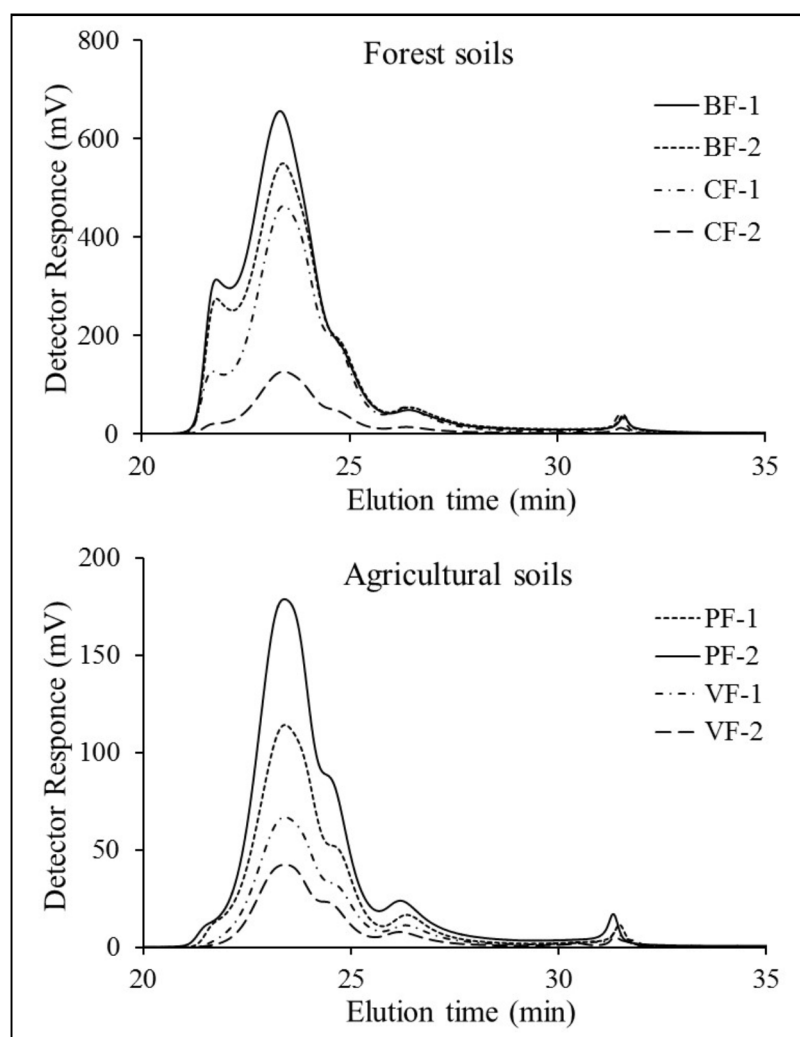 800
Forest soils
BF-1
600
BF-2
CF-1
400
CF-2
200
0
Detector Responce (mV)
20 25 30 35
Elution time (min)
200
Agricultural soils
PF-1
150
PF-2
VF-1
100
VF-2
50
0
Detector Responce (mV)
20 25 30 35
Elution time (min)